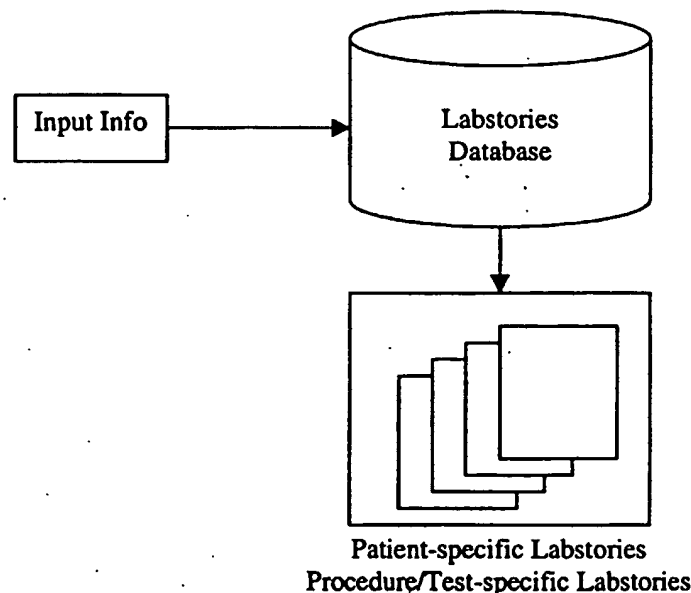 Input Info
Labstories
Database
Patient-specific Labstories
Procedure/Test-specific Labstories